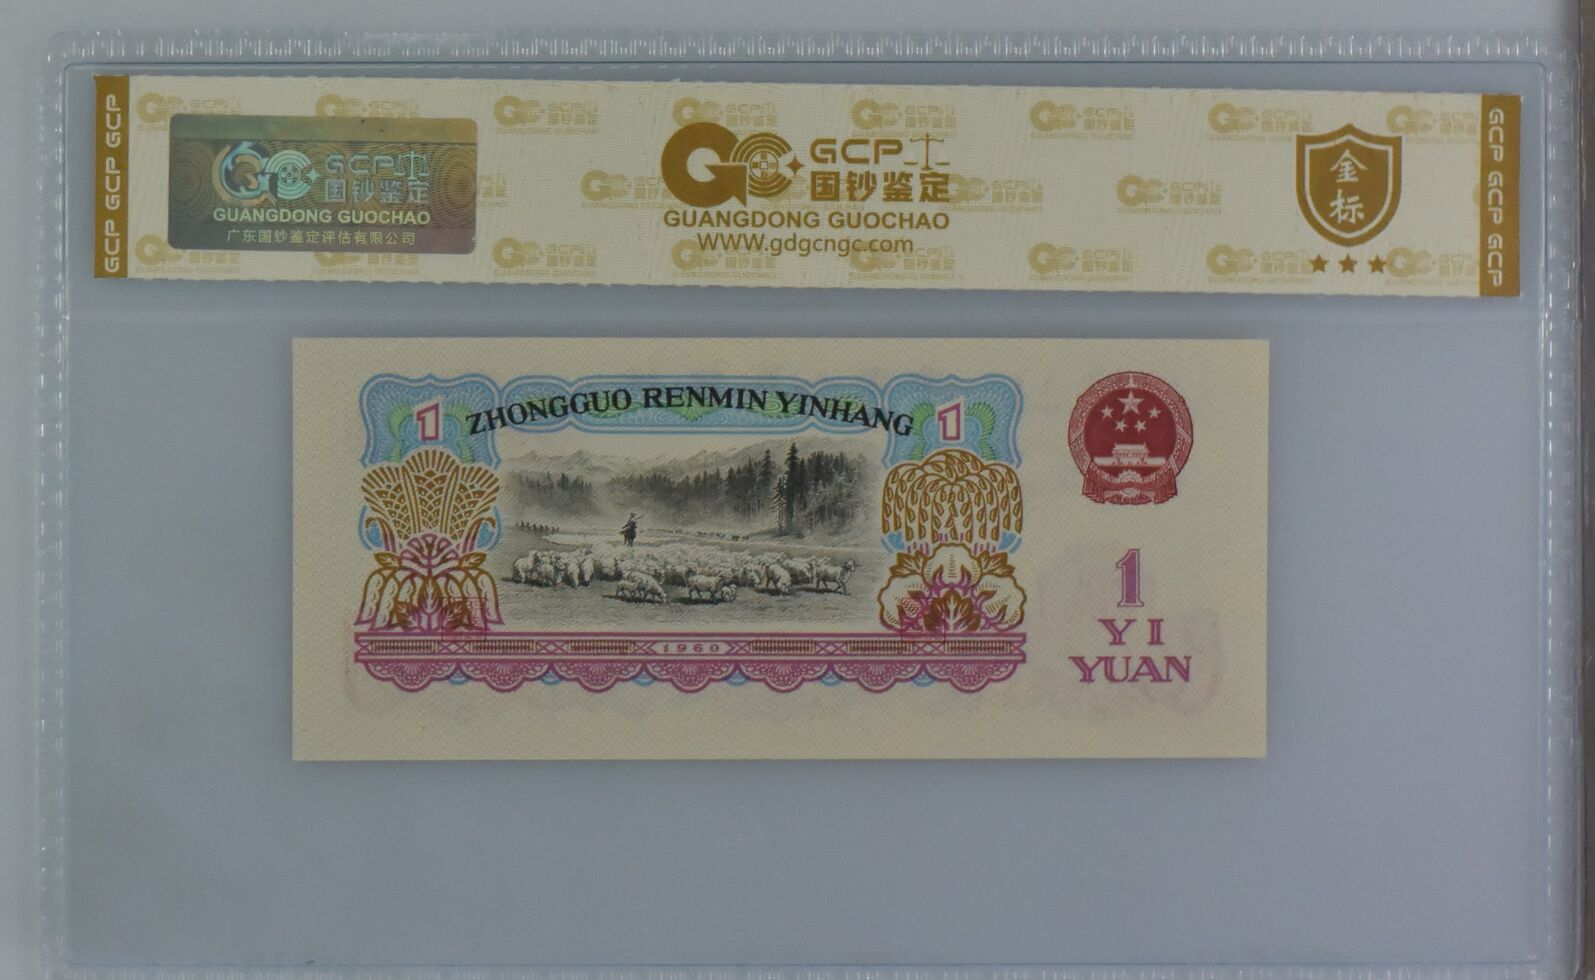 GCP GCP GCP
GCP 国钞鉴定
GUANGDONG GUOCHAO
广东国钞鉴定评估有限公司
GCP
国钞鉴定
GUANGDONG GUOCHAO
WWW.gdgcngc.com
金标
GCP GCP GCP
ZHONGGUO RENMIN YINHANG
1
1
1960
1
YI
YUAN